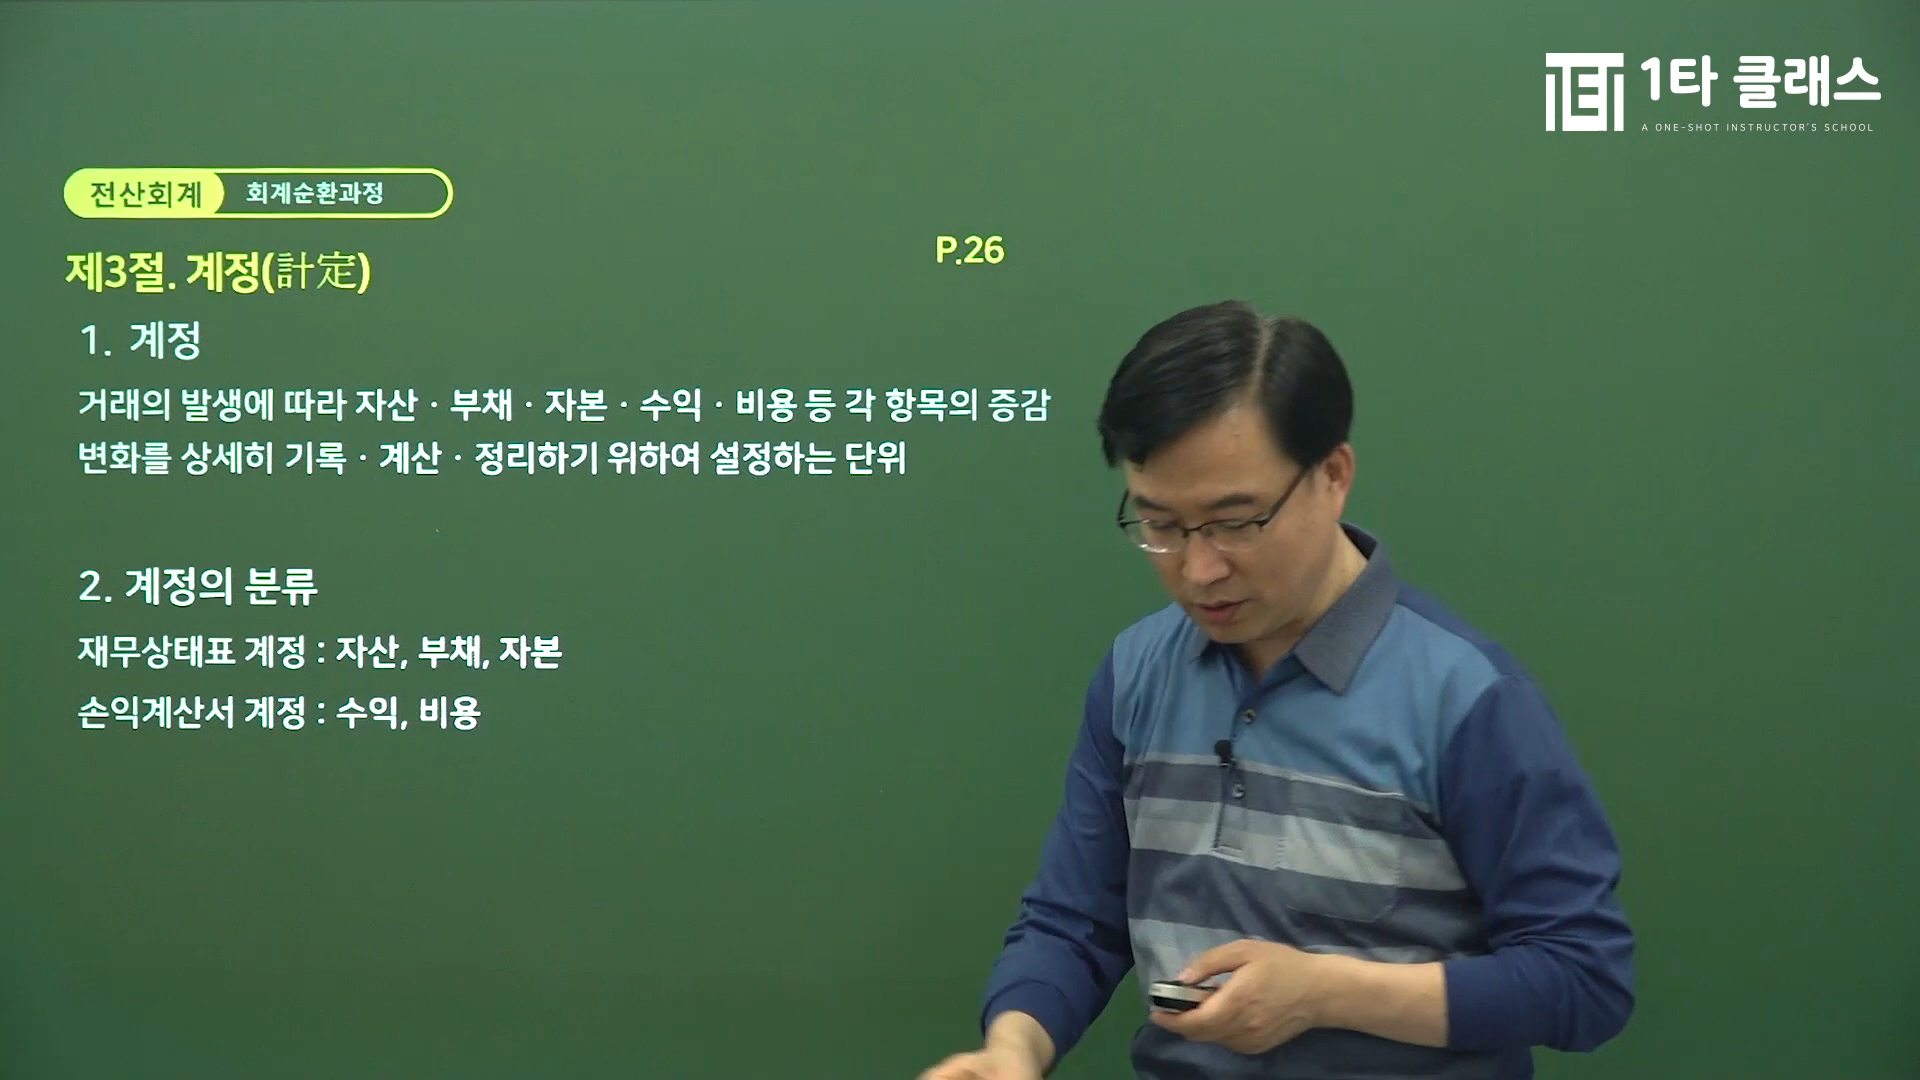 1타 클래스
A ONE-SHOT INSTRUCTOR'S SCHOOL
전산회계 회계순환과정
P.26
제3절. 계정(計定)
1. 계정
거래의 발생에 따라 자산 · 부채 · 자본 · 수익 · 비용 등 각 항목의 증감
변화를 상세히 기록 · 계산 · 정리하기 위하여 설정하는 단위
2. 계정의 분류
재무상태표 계정 : 자산, 부채, 자본
손익계산서 계정 : 수익, 비용